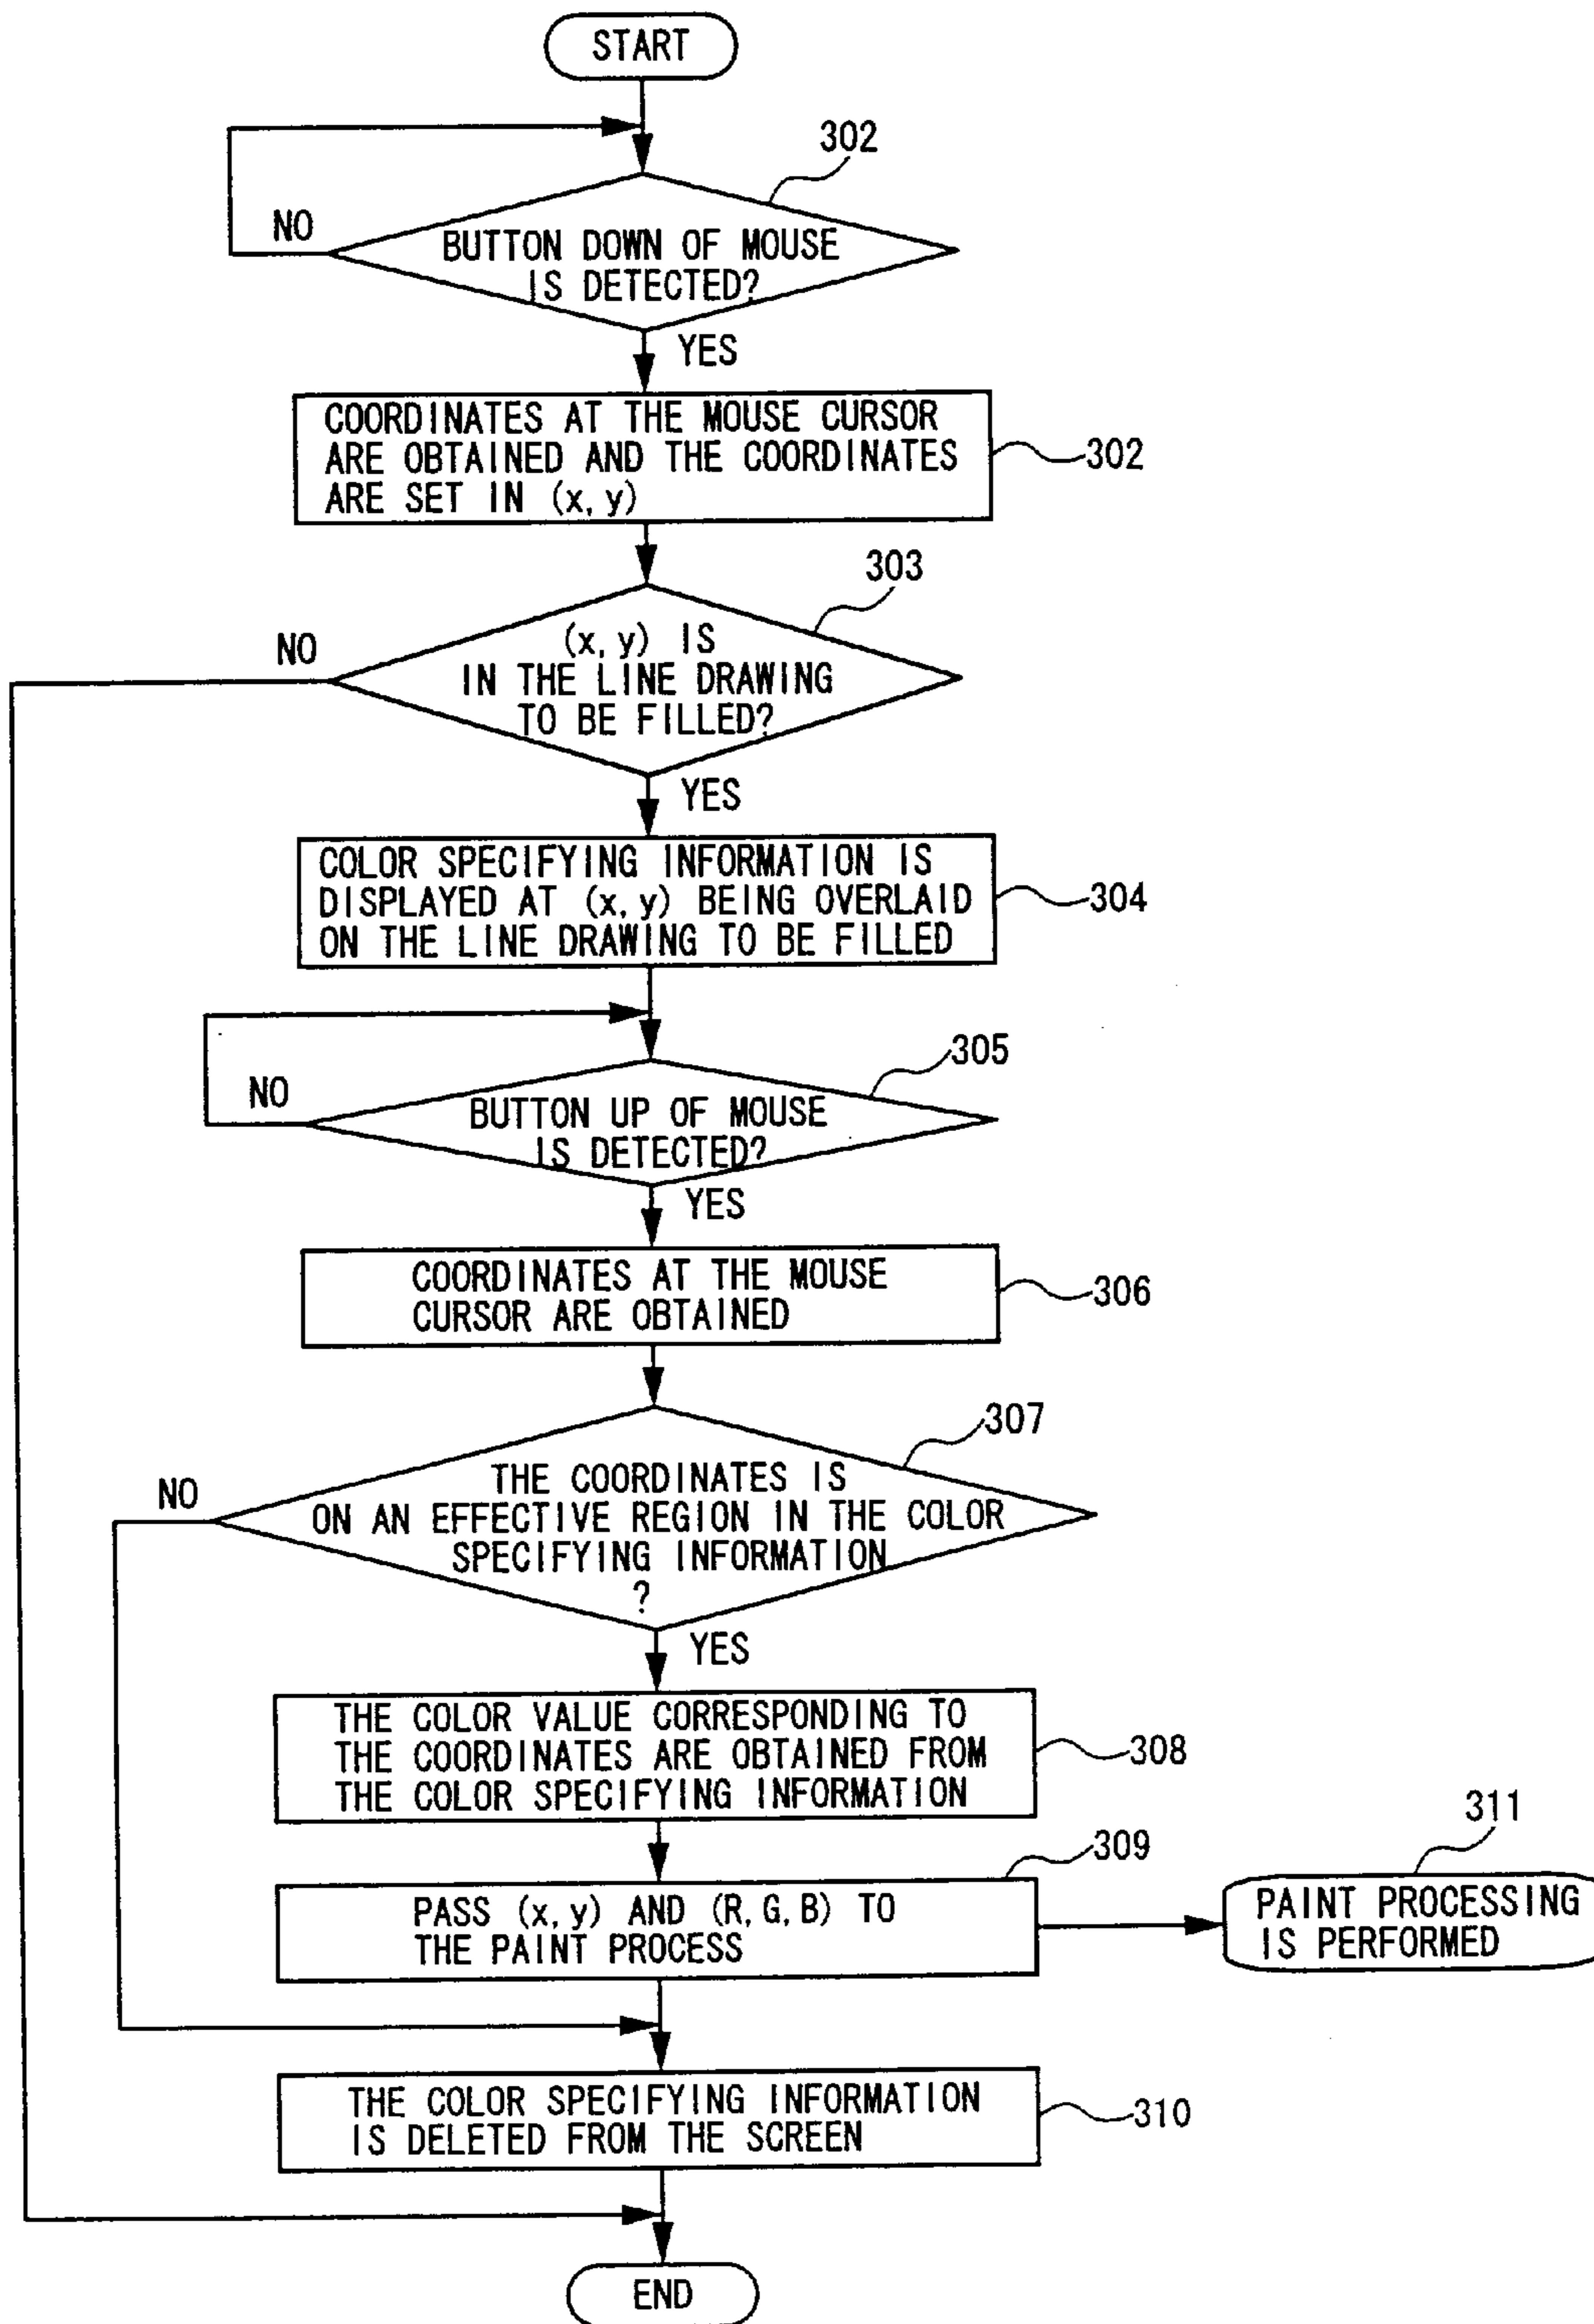 START
302
NO
BUTTON DOWN OF MOUSE
IS DETECTED?
YES
COORDINATES AT THE MOUSE CURSOR
ARE OBTAINED AND THE COORDINATES
ARE SET IN (x, y)
302
303
NO
(x, y) IS
IN THE LINE DRAWING
TO BE FILLED?
YES
COLOR SPECIFYING INFORMATION IS
DISPLAYED AT (x, y) BEING OVERLAID
ON THE LINE DRAWING TO BE FILLED
304
305
NO
BUTTON UP OF MOUSE
IS DETECTED?
YES
COORDINATES AT THE MOUSE
CURSOR ARE OBTAINED
306
307
NO
THE COORDINATES IS
ON AN EFFECTIVE REGION IN THE COLOR
SPECIFYING INFORMATION
?
YES
THE COLOR VALUE CORRESPONDING TO
THE COORDINATES ARE OBTAINED FROM
THE COLOR SPECIFYING INFORMATION
308
309
PASS (x, y) AND (R, G, B) TO
THE PAINT PROCESS
311
PAINT PROCESSING
IS PERFORMED
THE COLOR SPECIFYING INFORMATION
IS DELETED FROM THE SCREEN
310
END